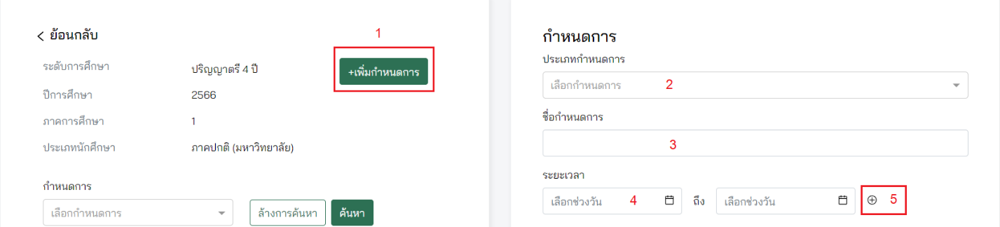 ย้อนกลับ
1
ระดับการศึกษา ปริญญาตรี 4 ปี
+เพิ่มกำหนดการ
ปีการศึกษา 2566
ภาคการศึกษา 1
ประเภทนักศึกษา ภาคปกติ (มหาวิทยาลัย)
กำหนดการ
เลือกกำหนดการ ล้างการค้นหา ค้นหา
กำหนดการ
ประเภทกำหนดการ
เลือกกำหนดการ 2
ชื่อกำหนดการ
3
ระยะเวลา
เลือกช่วงวัน 4 ถึง เลือกช่วงวัน 5